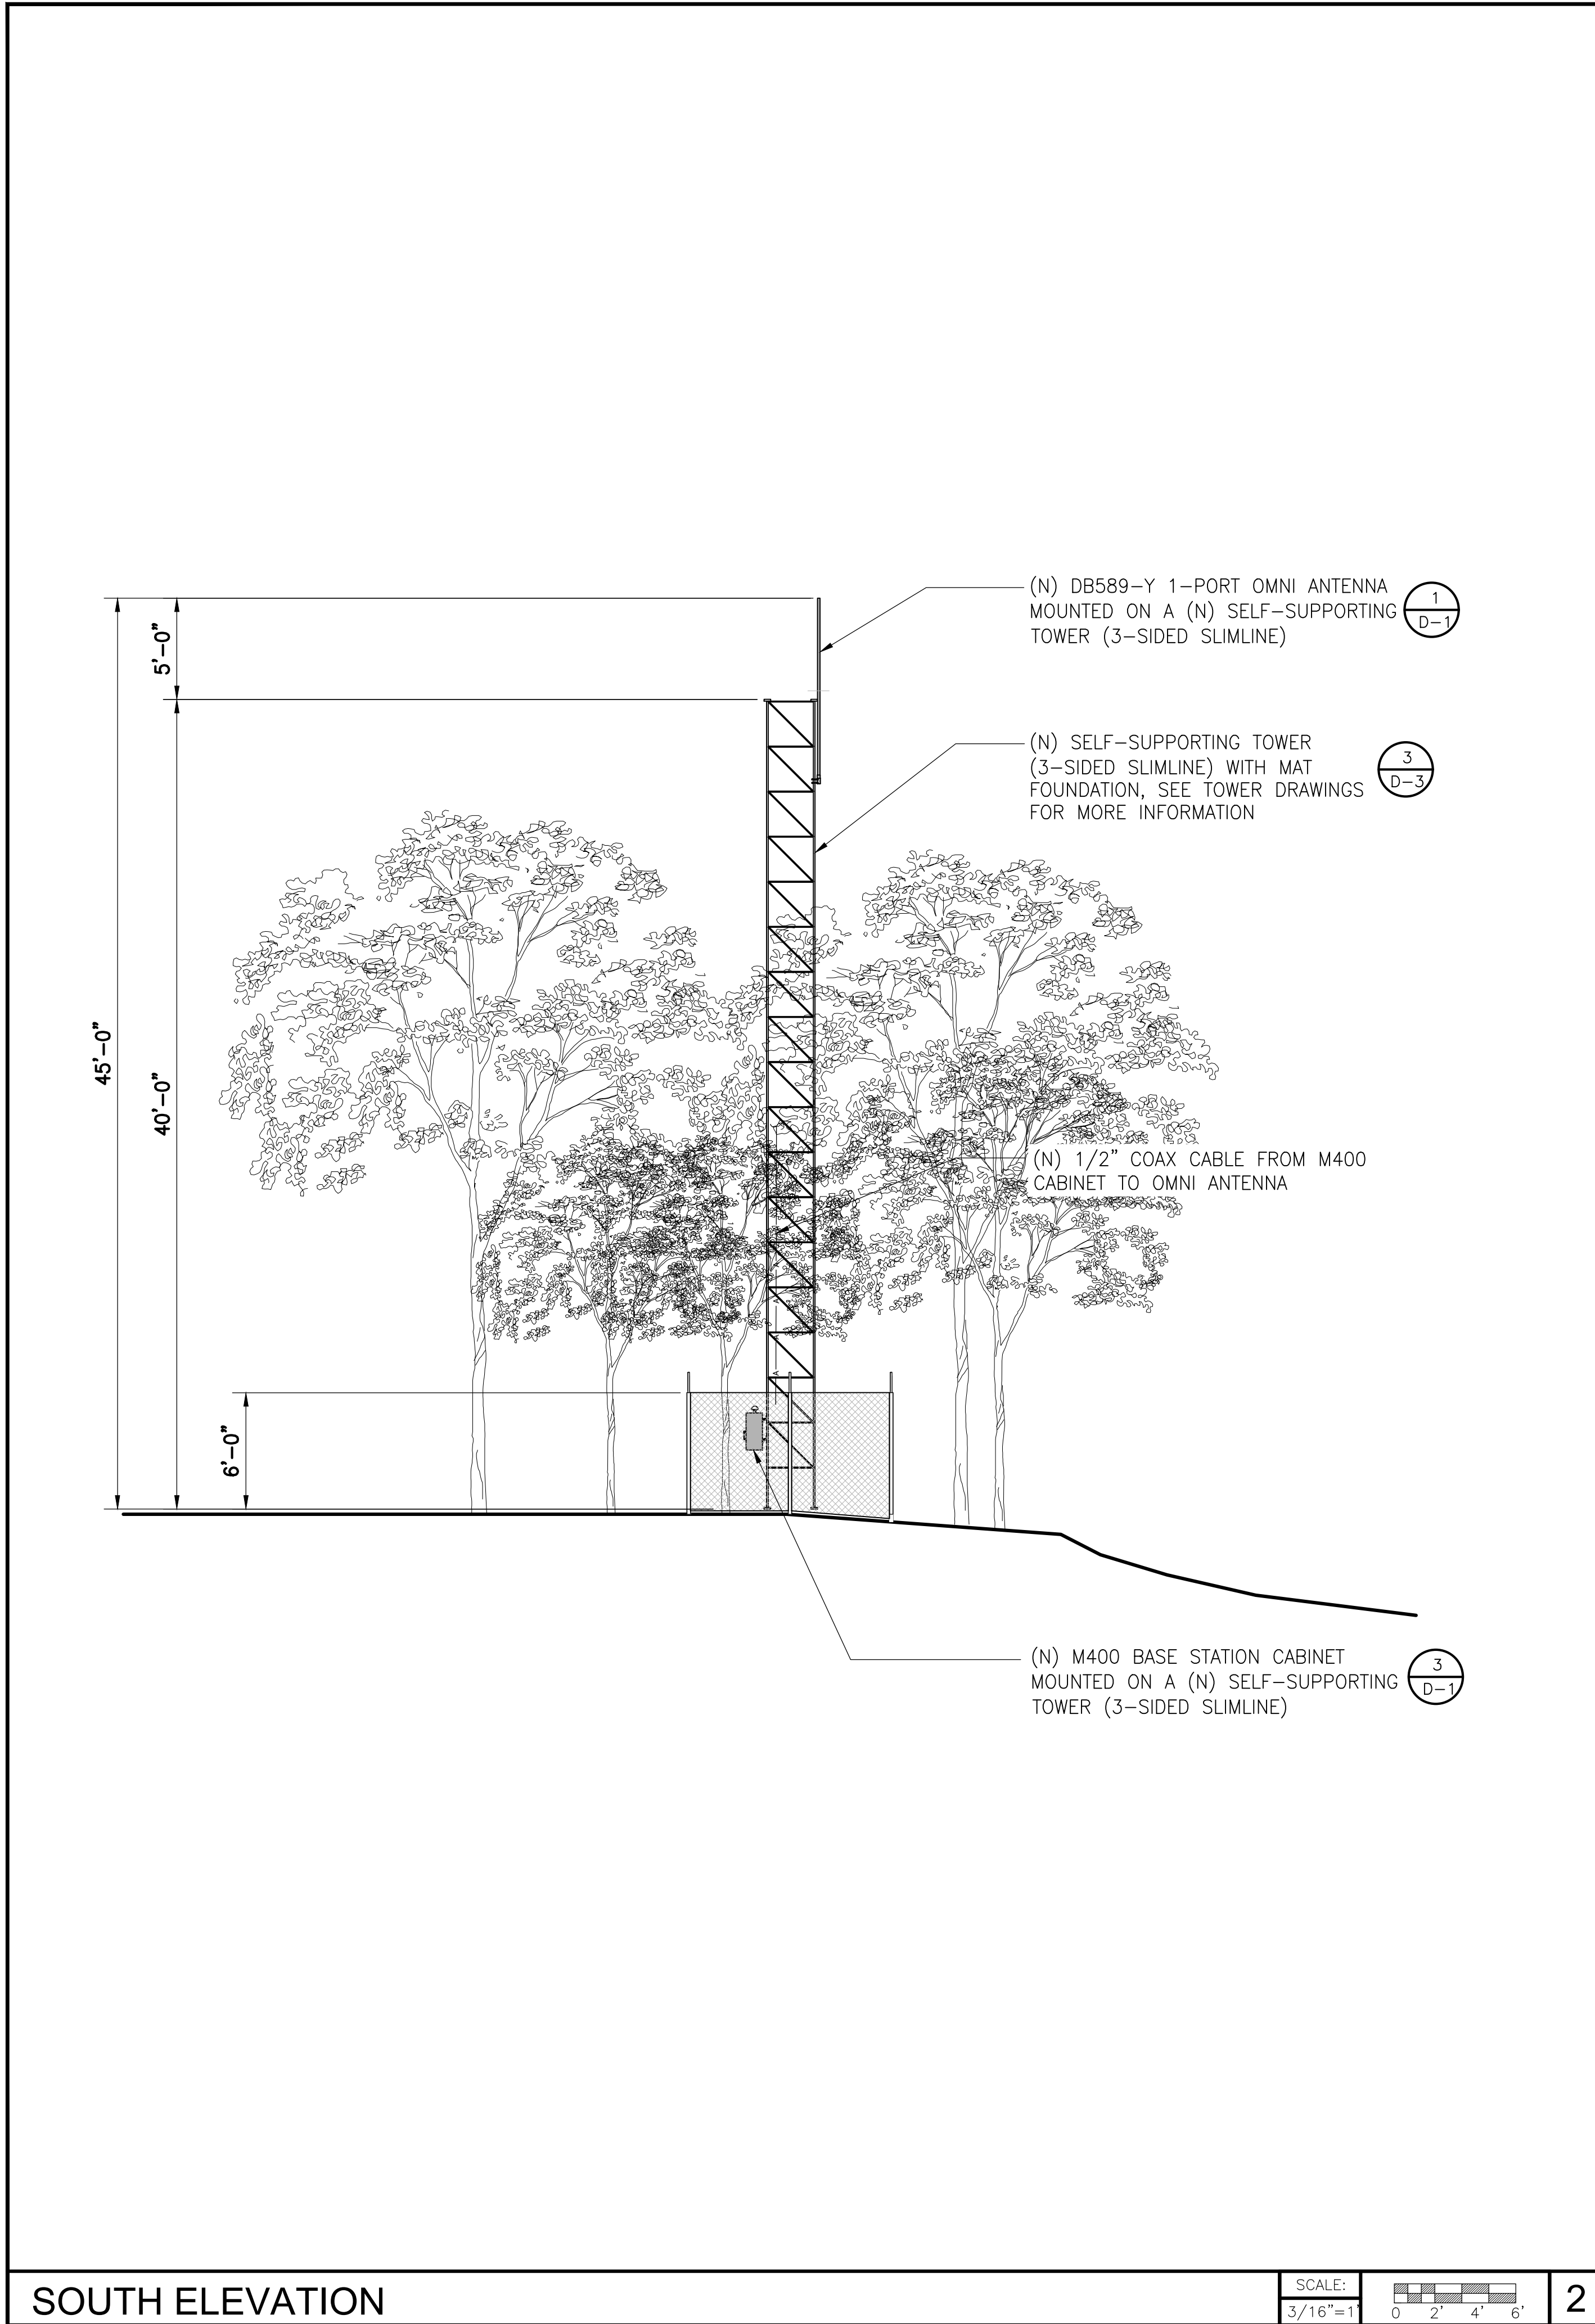 (N) DB589-Y 1-PORT OMNI ANTENNA
MOUNTED ON A (N) SELF-SUPPORTING
TOWER (3-SIDED SLIMLINE)
1
D-1
5'-0"
(N) SELF-SUPPORTING TOWER
(3-SIDED SLIMLINE) WITH MAT
FOUNDATION, SEE TOWER DRAWINGS
FOR MORE INFORMATION
3
D-3
45'-0"
40'-0"
(N) 1/2" COAX CABLE FROM M400
CABINET TO OMNI ANTENNA
A
A
A
A
6'-0"
(N) M400 BASE STATION CABINET
MOUNTED ON A (N) SELF-SUPPORTING
TOWER (3-SIDED SLIMLINE)
3
D-1
SOUTH ELEVATION
SCALE:
3/16"=1'
0 2' 4' 6'
2